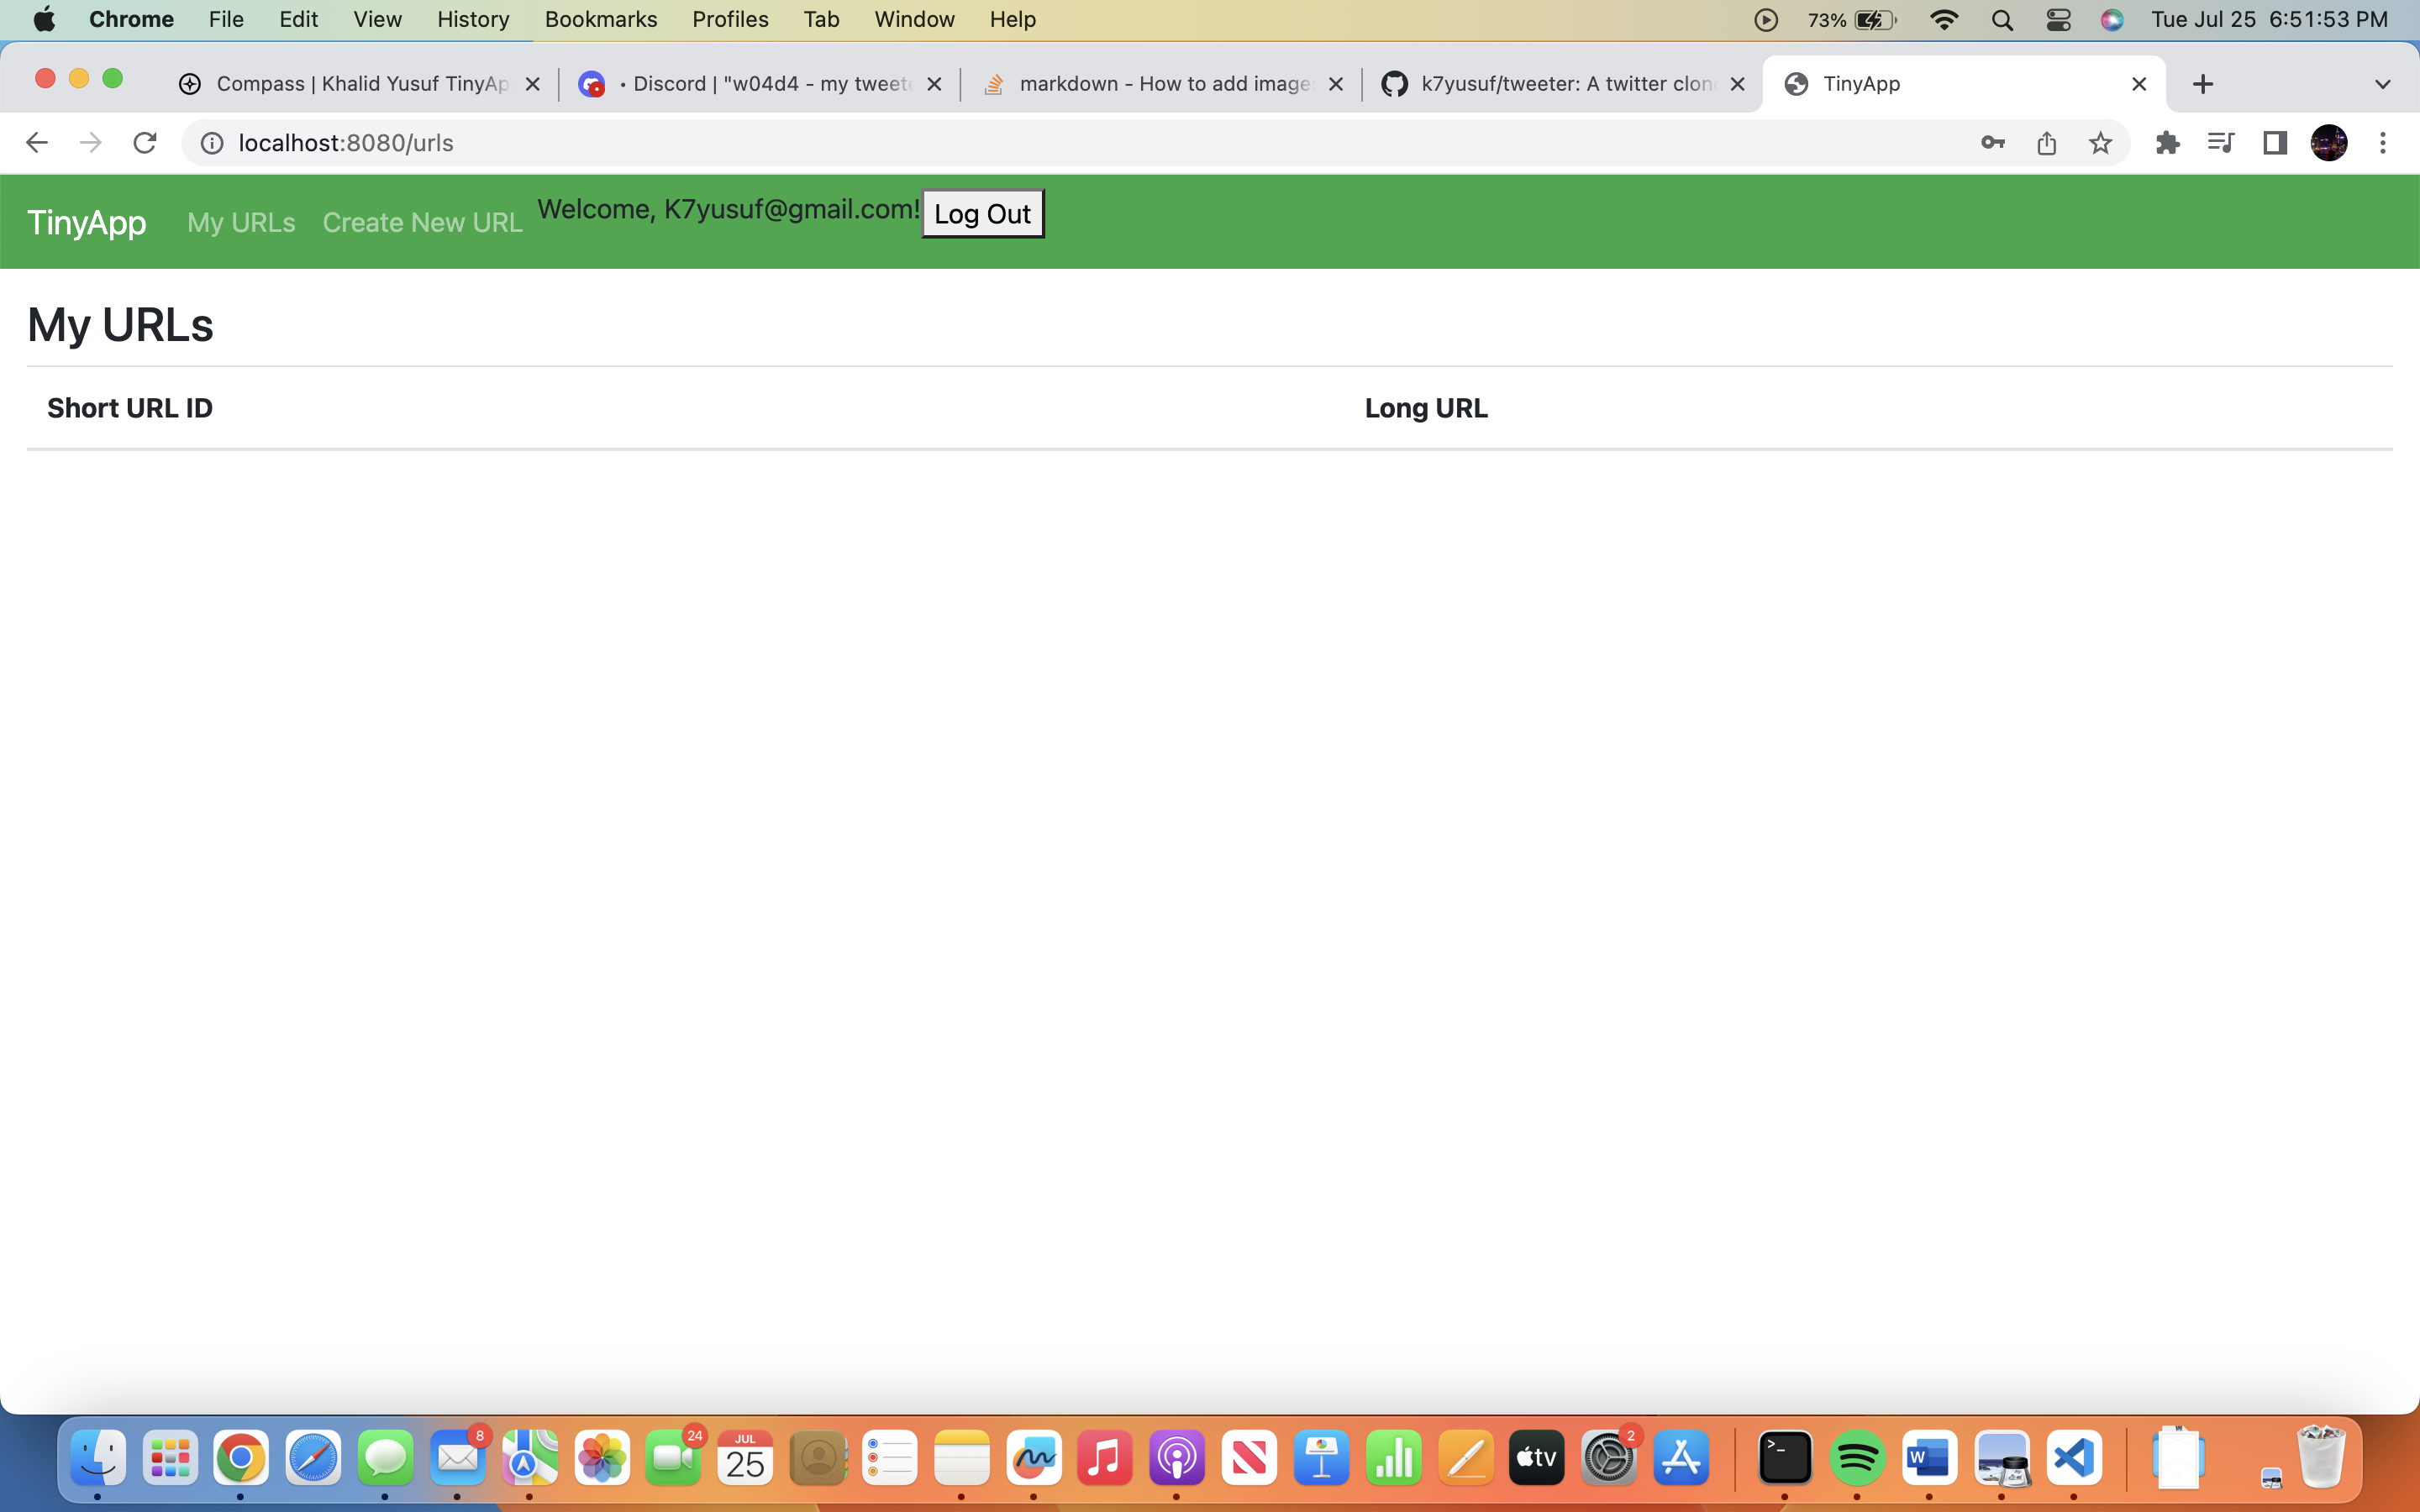 Chrome File Edit View History Bookmarks Profiles Tab Window Help 73% Tue Jul 25 6:51:53 PM
Compass | Khalid Yusuf TinyAp • Discord | "w04d4 - my tweete markdown - How to add image k7yusuf/tweeter: A twitter clon TinyApp
localhost:8080/urls
TinyApp My URLs Create New URL Welcome, K7yusuf@gmail.com! Log Out
My URLs
Short URL ID Long URL
8 24 JUL 2
25 tv >_ W